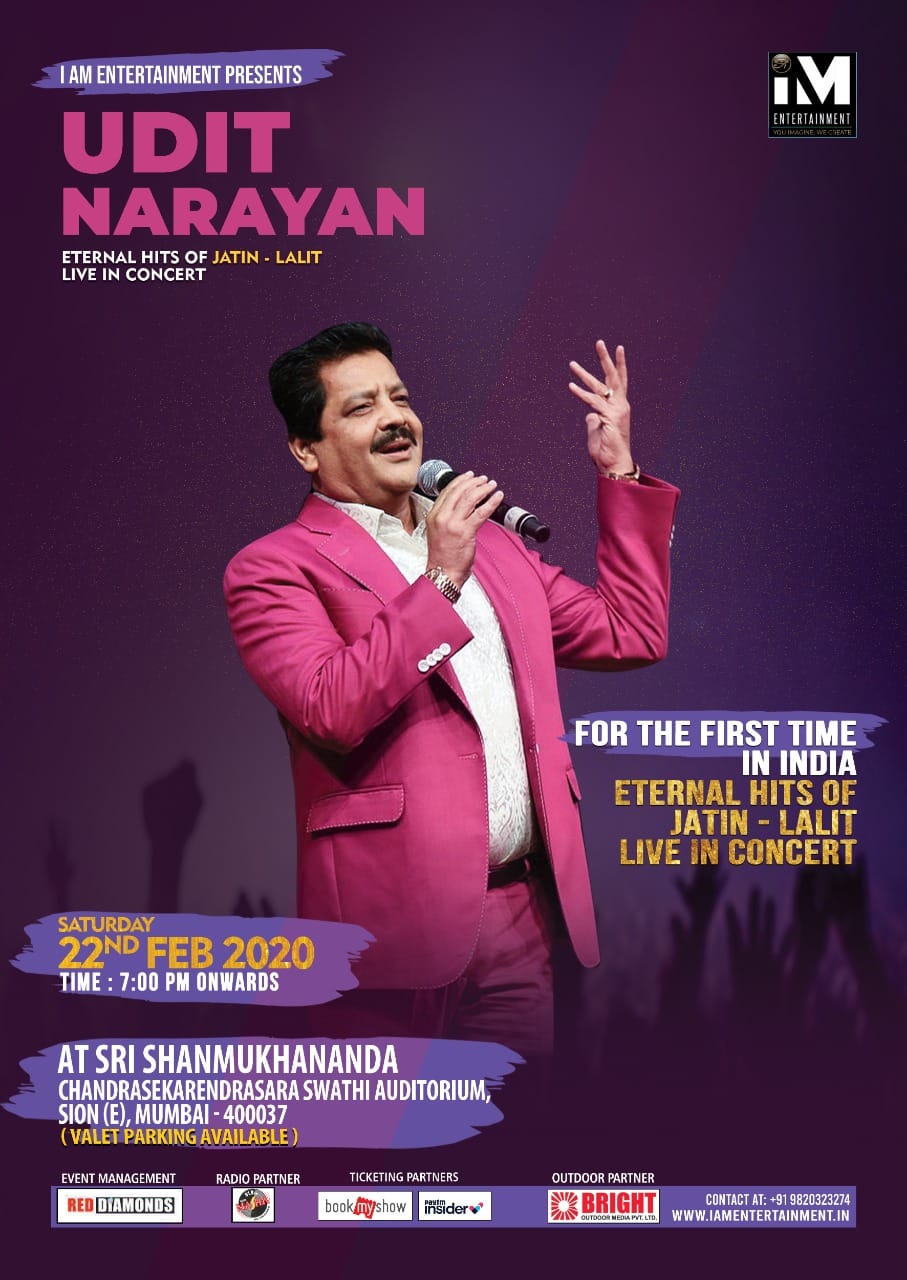 I AM ENTERTAINMENT PRESENTS
iM
ENTERTAINMENT
YOU IMAGINE, WE CREATE
UDIT
NARAYAN
ETERNAL HITS OF JATIN - LALIT
LIVE IN CONCERT
FOR THE FIRST TIME
IN INDIA
ETERNAL HITS OF
JATIN - LALIT
LIVE IN CONCERT
SATURDAY
22ND FEB 2020
TIME : 7:00 PM ONWARDS
AT SRI SHANMUKHANANDA
CHANDRASEKARENDRASARA SWATHI AUDITORIUM,
SION (E), MUMBAI - 400037
( VALET PARKING AVAILABLE )
EVENT MANAGEMENT
RED DIAMONDS
RADIO PARTNER
TICKETING PARTNERS
bookmyshow
paytm
insider
OUTDOOR PARTNER
BRIGHT
OUTDOOR MEDIA PVT. LTD.
CONTACT AT: +91 9820323274
WWW.IAMENTERTAINMENT.IN